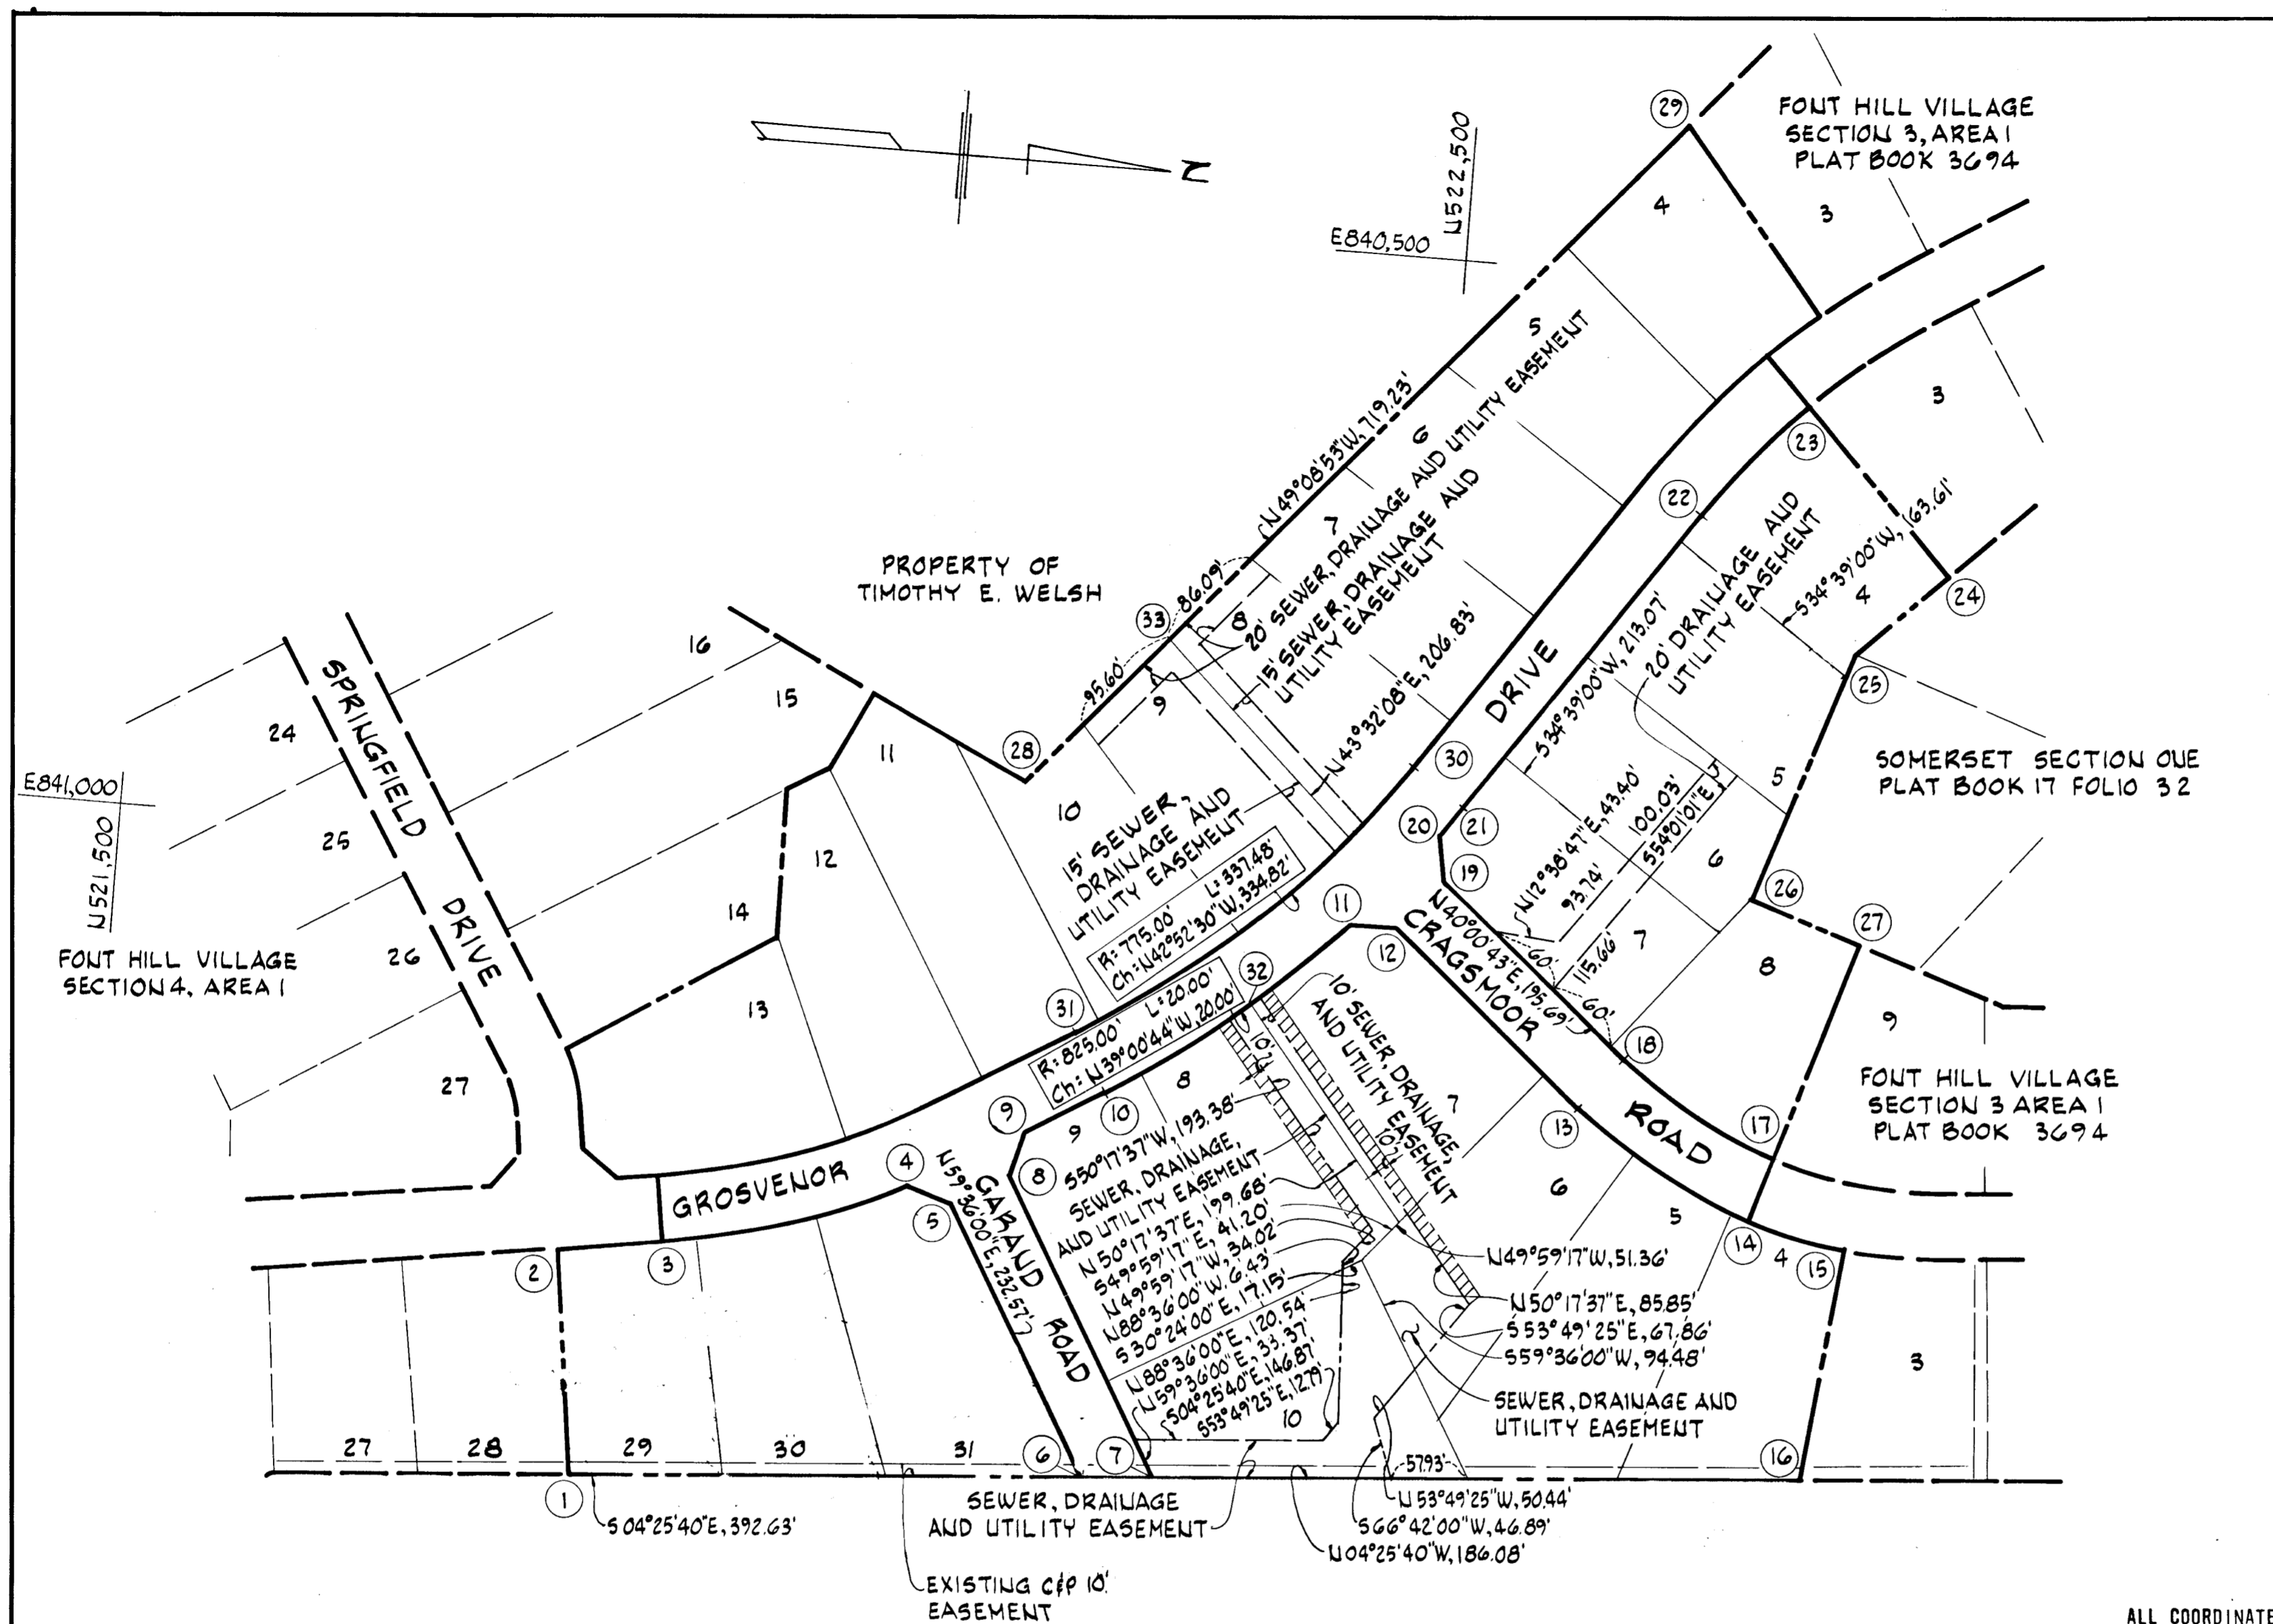 29
FONT HILL VILLAGE
SECTION 3, AREA 1
PLAT BOOK 3694
N522,500
E840,500
N
4
3
5
3
6
N49°08'53"W, 719.23'
20' SEWER, DRAINAGE AND UTILITY EASEMENT
15' SEWER, DRAINAGE AND
UTILITY EASEMENT
7
23
22
20' DRAINAGE AND
UTILITY EASEMENT
S34°39'00"W, 163.61'
4
24
PROPERTY OF
TIMOTHY E. WELSH
33
86.09'
8
95.60'
9
N43°32'08"E, 206.83'
DRIVE
S34°39'00"W, 213.07'
25
16
15
SPRINGFIELD
DRIVE
24
11
28
30
5
SOMERSET SECTION ONE
PLAT BOOK 17 FOLIO 32
E841,000
N521,500
10
15' SEWER,
DRAINAGE AND
UTILITY EASEMENT
20
21
N12°38'47"E, 43.40'
100.03'
93.74'
S54°01'01"E
115.66
6
25
12
R=775.00' L=337.48'
Ch=N42°52'30"W, 334.82'
19
26
14
11
12
27
FONT HILL VILLAGE
SECTION 4, AREA 1
26
CRAGSMOOR
ROAD
N40°00'43"E, 195.69'
60'
60'
7
8
13
31
32
R=825.00' L=20.00'
Ch=N39°00'44"W, 20.00'
10' SEWER, DRAINAGE,
AND UTILITY EASEMENT
18
9
27
9
10
8
10'
7
10'
13
17
FONT HILL VILLAGE
SECTION 3 AREA 1
PLAT BOOK 3694
GROSVENOR
4
8
9
5
GARAND
ROAD
N59°36'00"E, 232.57'
S50°17'37"W, 193.38'
SEWER, DRAINAGE,
AND UTILITY EASEMENT
N50°17'37"E, 199.68'
S49°59'17"E, 41.20'
N49°59'17"W, 34.02'
N88°36'00"W, 6.43'
S30°24'00"E, 17.15'
6
5
14
4
15
2
3
N49°59'17"W, 51.36'
N50°17'37"E, 85.85'
S53°49'25"E, 67.86'
S59°36'00"W, 94.48'
N88°36'00"E, 120.54'
N59°36'00"E, 33.37'
S04°25'40"E, 146.87'
S53°49'25"E, 12.79'
10
3
SEWER, DRAINAGE AND
UTILITY EASEMENT
27
28
29
30
31
6
7
57.93'
16
1
S04°25'40"E, 392.63'
SEWER, DRAINAGE
AND UTILITY EASEMENT
N53°49'25"W, 50.44'
S66°42'00"W, 46.89'
N04°25'40"W, 186.08'
EXISTING C&P 10'
EASEMENT
ALL COORDINATE